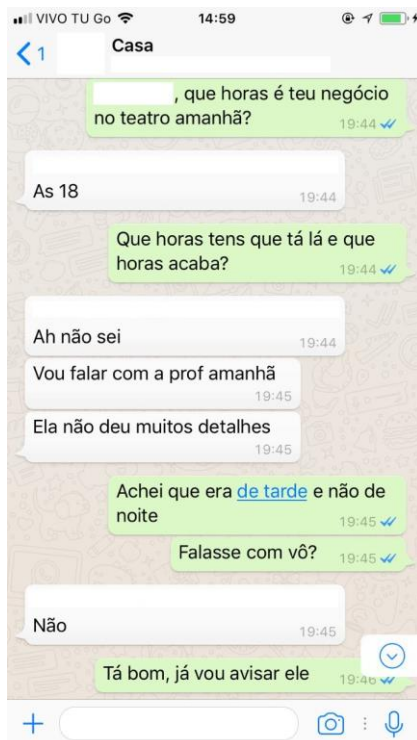 VIVO TU Go 14:59
1 Casa
, que horas é teu negócio
no teatro amanhã?
19:44
As 18
19:44
Que horas tens que tá lá e que
horas acaba?
19:44
Ah não sei
19:44
Vou falar com a prof amanhã
19:45
Ela não deu muitos detalhes
19:45
Achei que era de tarde e não de
noite
19:45
Falasse com vô?
19:45
Não
19:45
Tá bom, já vou avisar ele
19:46